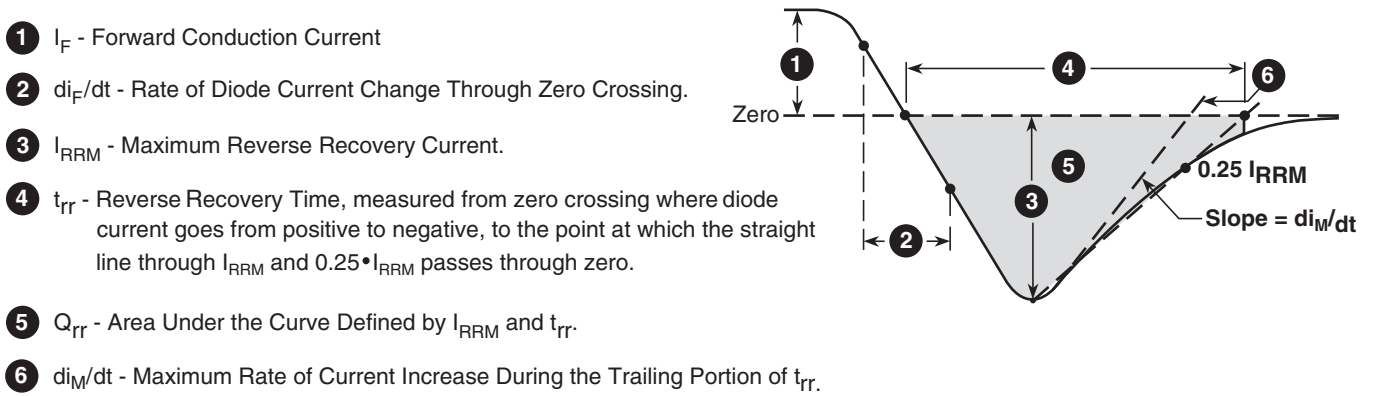 1 I_F - Forward Conduction Current
2 di_F/dt - Rate of Diode Current Change Through Zero Crossing.
3 I_RRM - Maximum Reverse Recovery Current.
4 t_rr - Reverse Recovery Time, measured from zero crossing where diode
current goes from positive to negative, to the point at which the straight
line through I_RRM and 0.25•I_RRM passes through zero.
5 Q_rr - Area Under the Curve Defined by I_RRM and t_rr.
6 di_M/dt - Maximum Rate of Current Increase During the Trailing Portion of t_rr.
1
4
6
Zero
5
0.25 I_RRM
3
Slope = di_M/dt
2